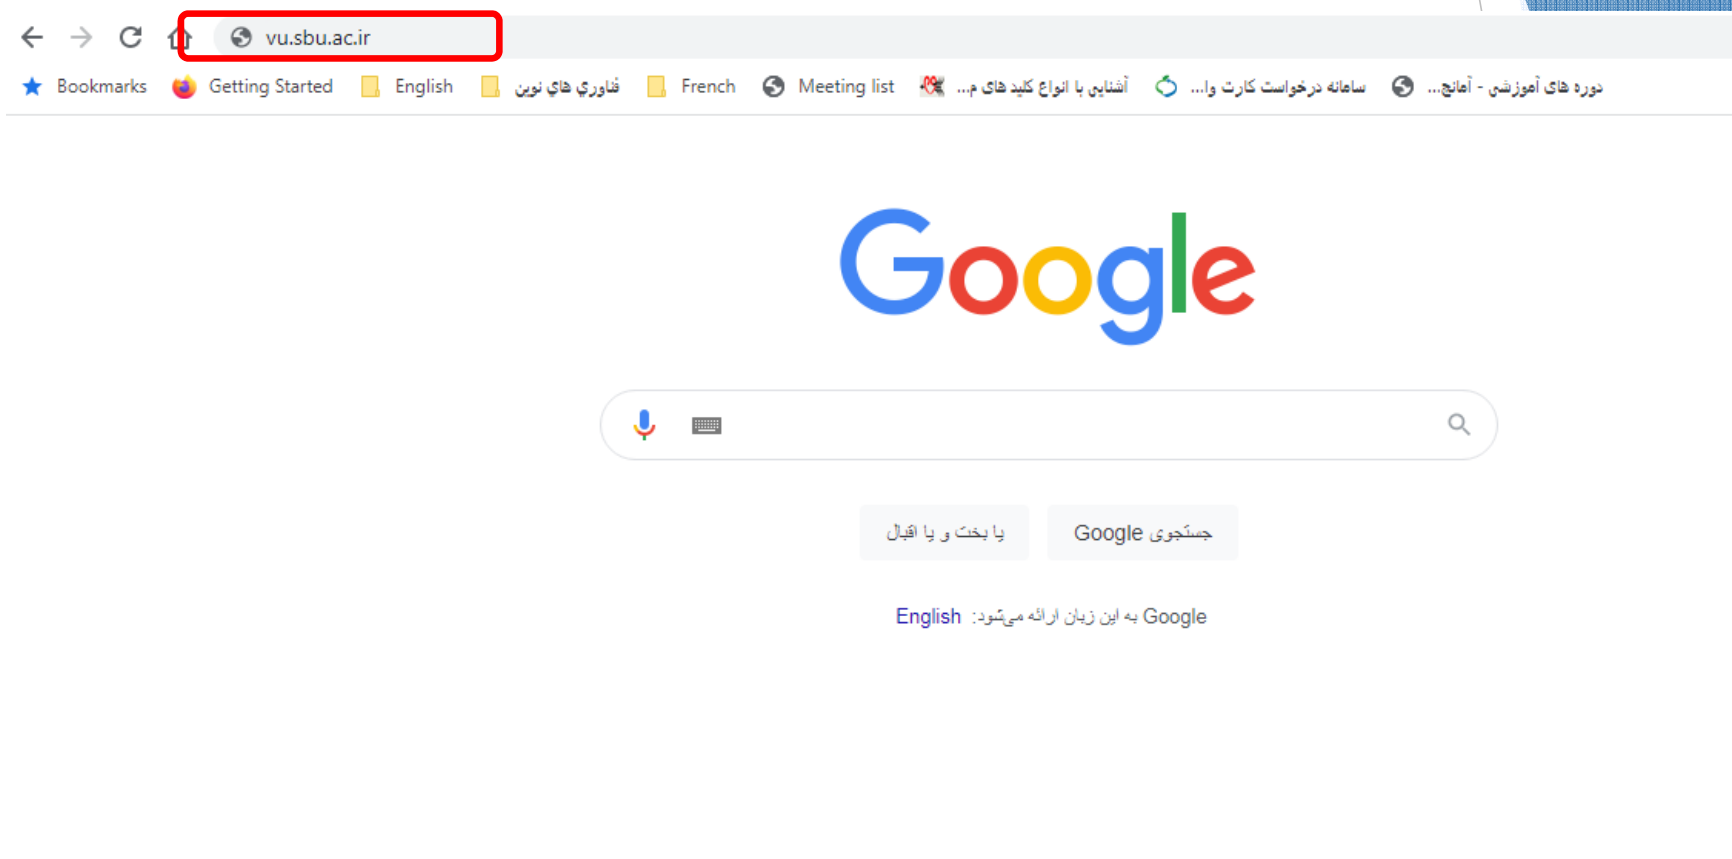 vu.sbu.ac.ir
Bookmarks Getting Started English فناوري هاي نوين French Meeting list آشنایی با انواع کلید های م... سامانه درخواست کارت وا... دوره های آموزشی - آمانج...
Google
یا بخت و یا اقبال جستجوی Google
Google به این زبان ارائه می‌شود: English